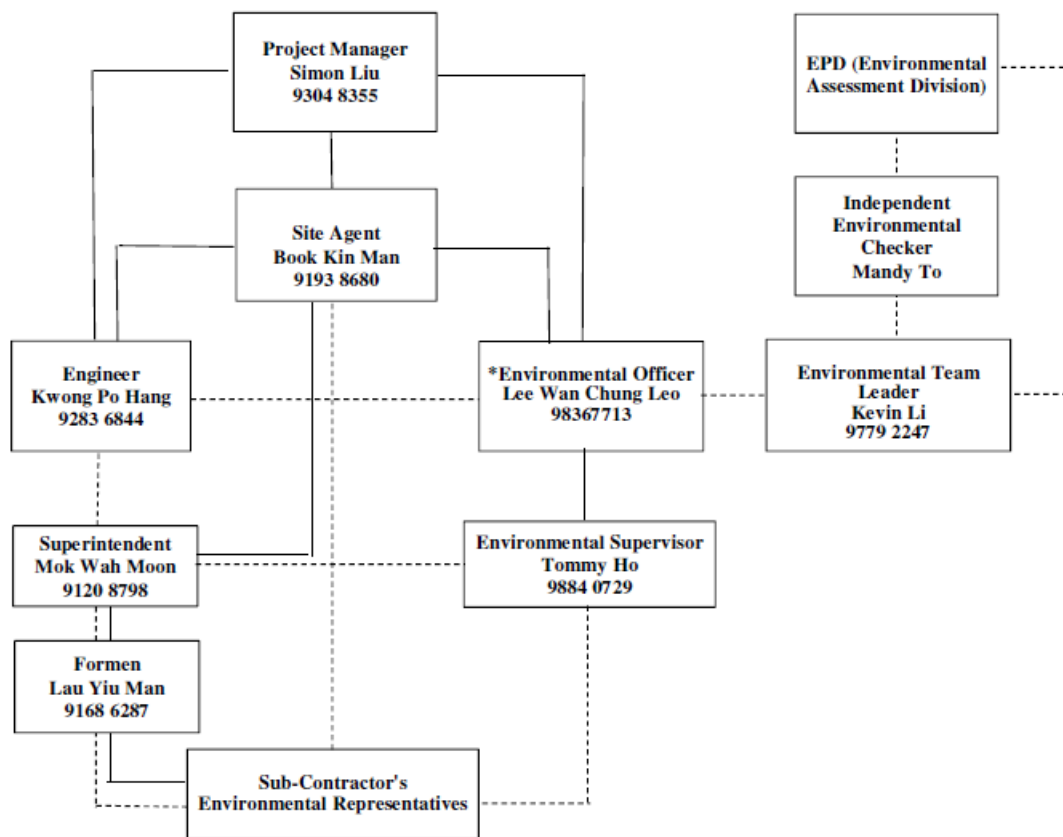 Project Manager
Simon Liu
9304 8355
EPD (Environmental
Assessment Division)
Site Agent
Book Kin Man
9193 8680
Independent
Environmental
Checker
Mandy To
Engineer
Kwong Po Hang
9283 6844
*Environmental Officer
Lee Wan Chung Leo
98367713
Environmental Team
Leader
Kevin Li
9779 2247
Superintendent
Mok Wah Moon
9120 8798
Environmental Supervisor
Tommy Ho
9884 0729
Formen
Lau Yiu Man
9168 6287
Sub-Contractor's
Environmental Representatives